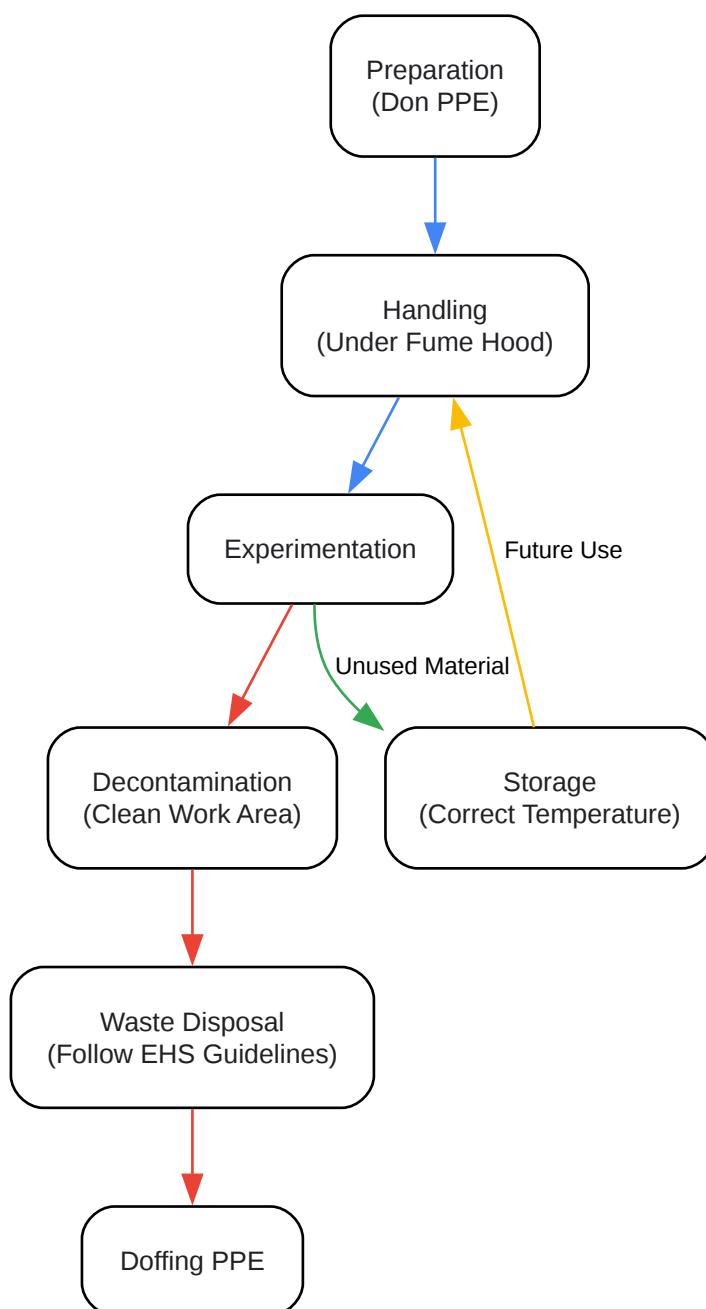 Preparation
(Don PPE)
Handling
(Under Fume Hood)
Experimentation
Future Use
Unused Material
Decontamination
(Clean Work Area)
Storage
(Correct Temperature)
Waste Disposal
(Follow EHS Guidelines)
Doffing PPE